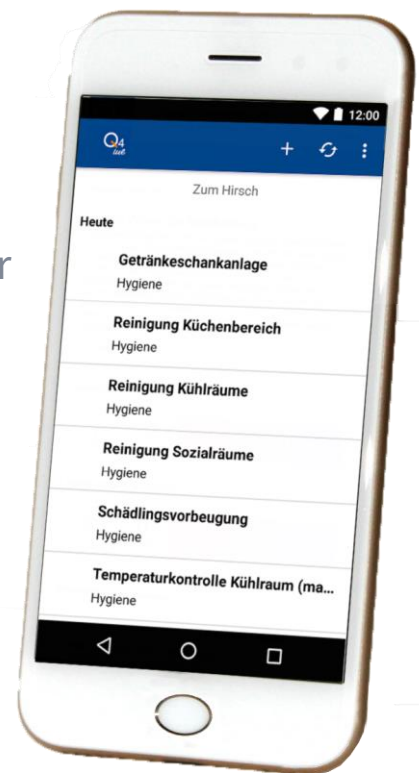 12:00
Q4
Zum Hirsch
Heute
r
Getränkeschankanlage
Hygiene
Reinigung Küchenbereich
Hygiene
Reinigung Kühlräume
Hygiene
Reinigung Sozialräume
Hygiene
Schädlingsvorbeugung
Hygiene
Temperaturkontrolle Kühlraum (ma...
Hygiene